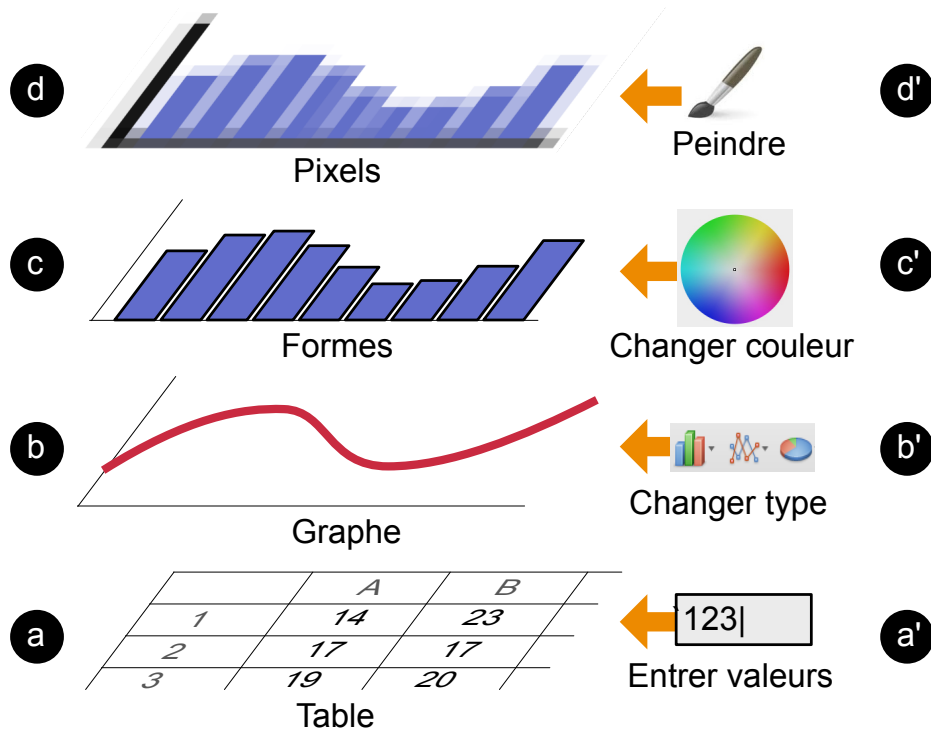 d
d'
Peindre
Pixels
c
c'
Formes
Changer couleur
b
b'
Changer type
Graphe
A B
1 14 23
a
`123|
a'
2 17 17
3 19 20
Entrer valeurs
Table